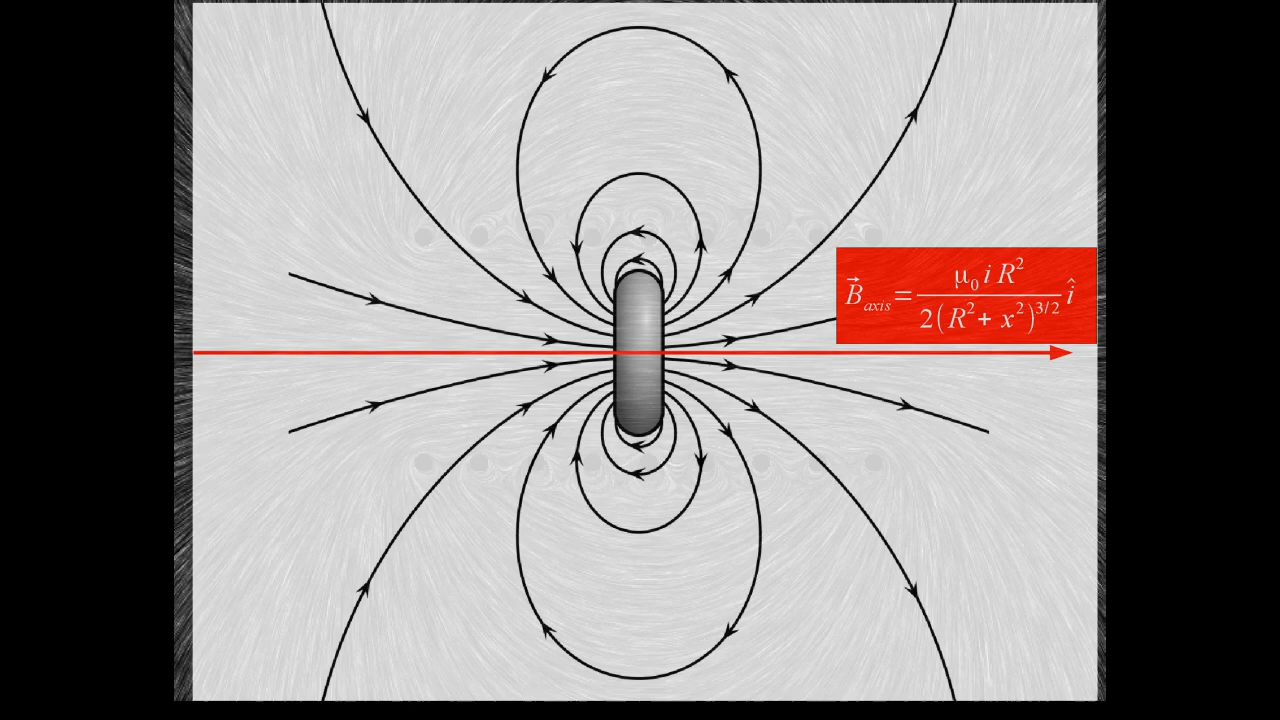 B⃗axis = μ₀ i R² / 2(R² + x²)^3/2 î